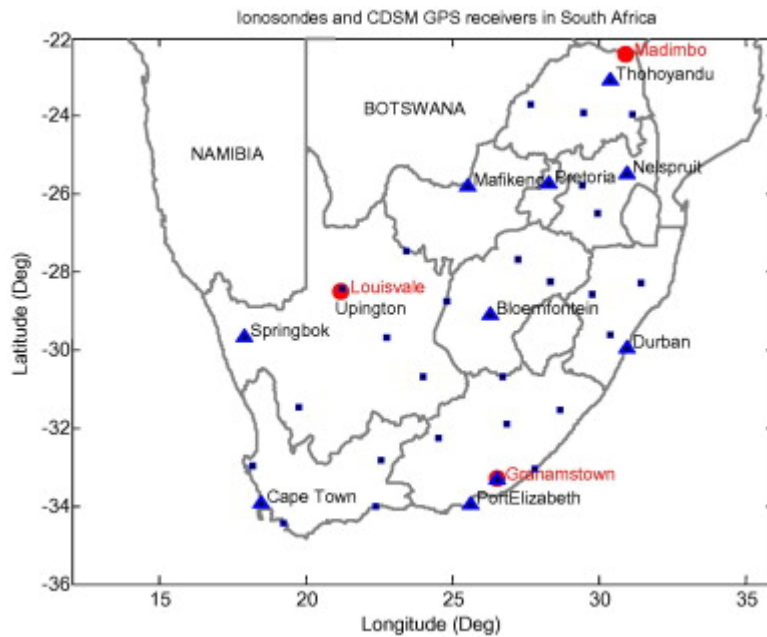 Ionosondes and CDSM GPS receivers in South Africa
-22
Madimbo
Thohoyandu
-24
BOTSWANA
NAMIBIA
Mafikeng
Pretoria
Nelspruit
-26
-28
Louisvale
Upington
Bloemfontein
Springbok
-30
Durban
Latitude (Deg)
-32
Grahamstown
Cape Town
PortElizabeth
-34
-36
15
20
25
30
35
Longitude (Deg)